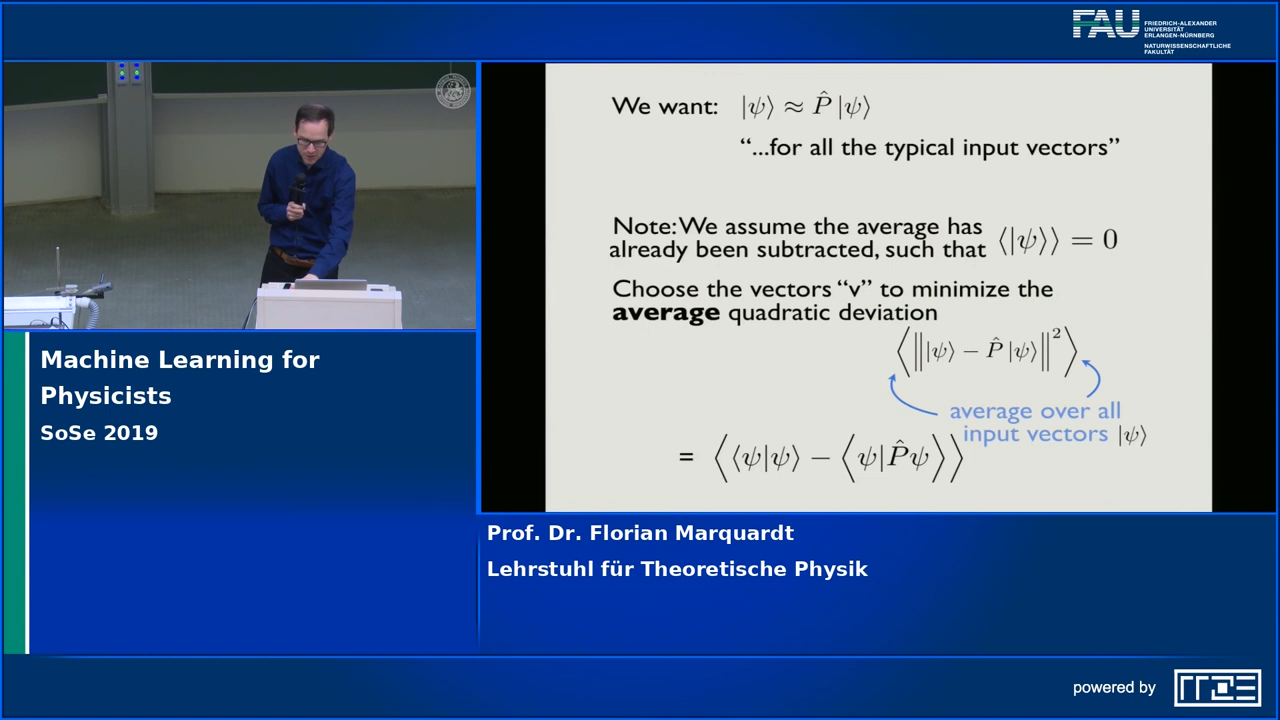 FAU FRIEDRICH-ALEXANDER
UNIVERSITÄT
ERLANGEN-NÜRNBERG
NATURWISSENSCHAFTLICHE
FAKULTÄT
We want: |ψ⟩ ≈ P̂ |ψ⟩
“...for all the typical input vectors”
Note: We assume the average has
already been subtracted, such that ⟨|ψ⟩⟩ = 0
Choose the vectors “v” to minimize the
average quadratic deviation
⟨‖|ψ⟩ − P̂ |ψ⟩‖²⟩
average over all
input vectors |ψ⟩
= ⟨⟨ψ|ψ⟩ − ⟨ψ|P̂ψ⟩⟩
Machine Learning for
Physicists
SoSe 2019
Prof. Dr. Florian Marquardt
Lehrstuhl für Theoretische Physik
powered by